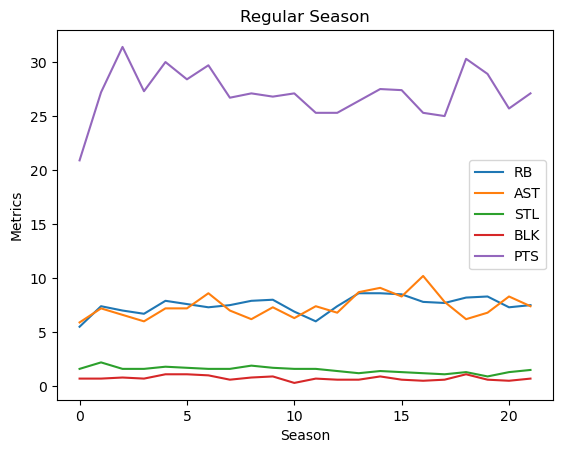 Regular Season
Metrics
30
25
20
15
10
5
0
RB
AST
STL
BLK
PTS
0 5 10 15 20
Season